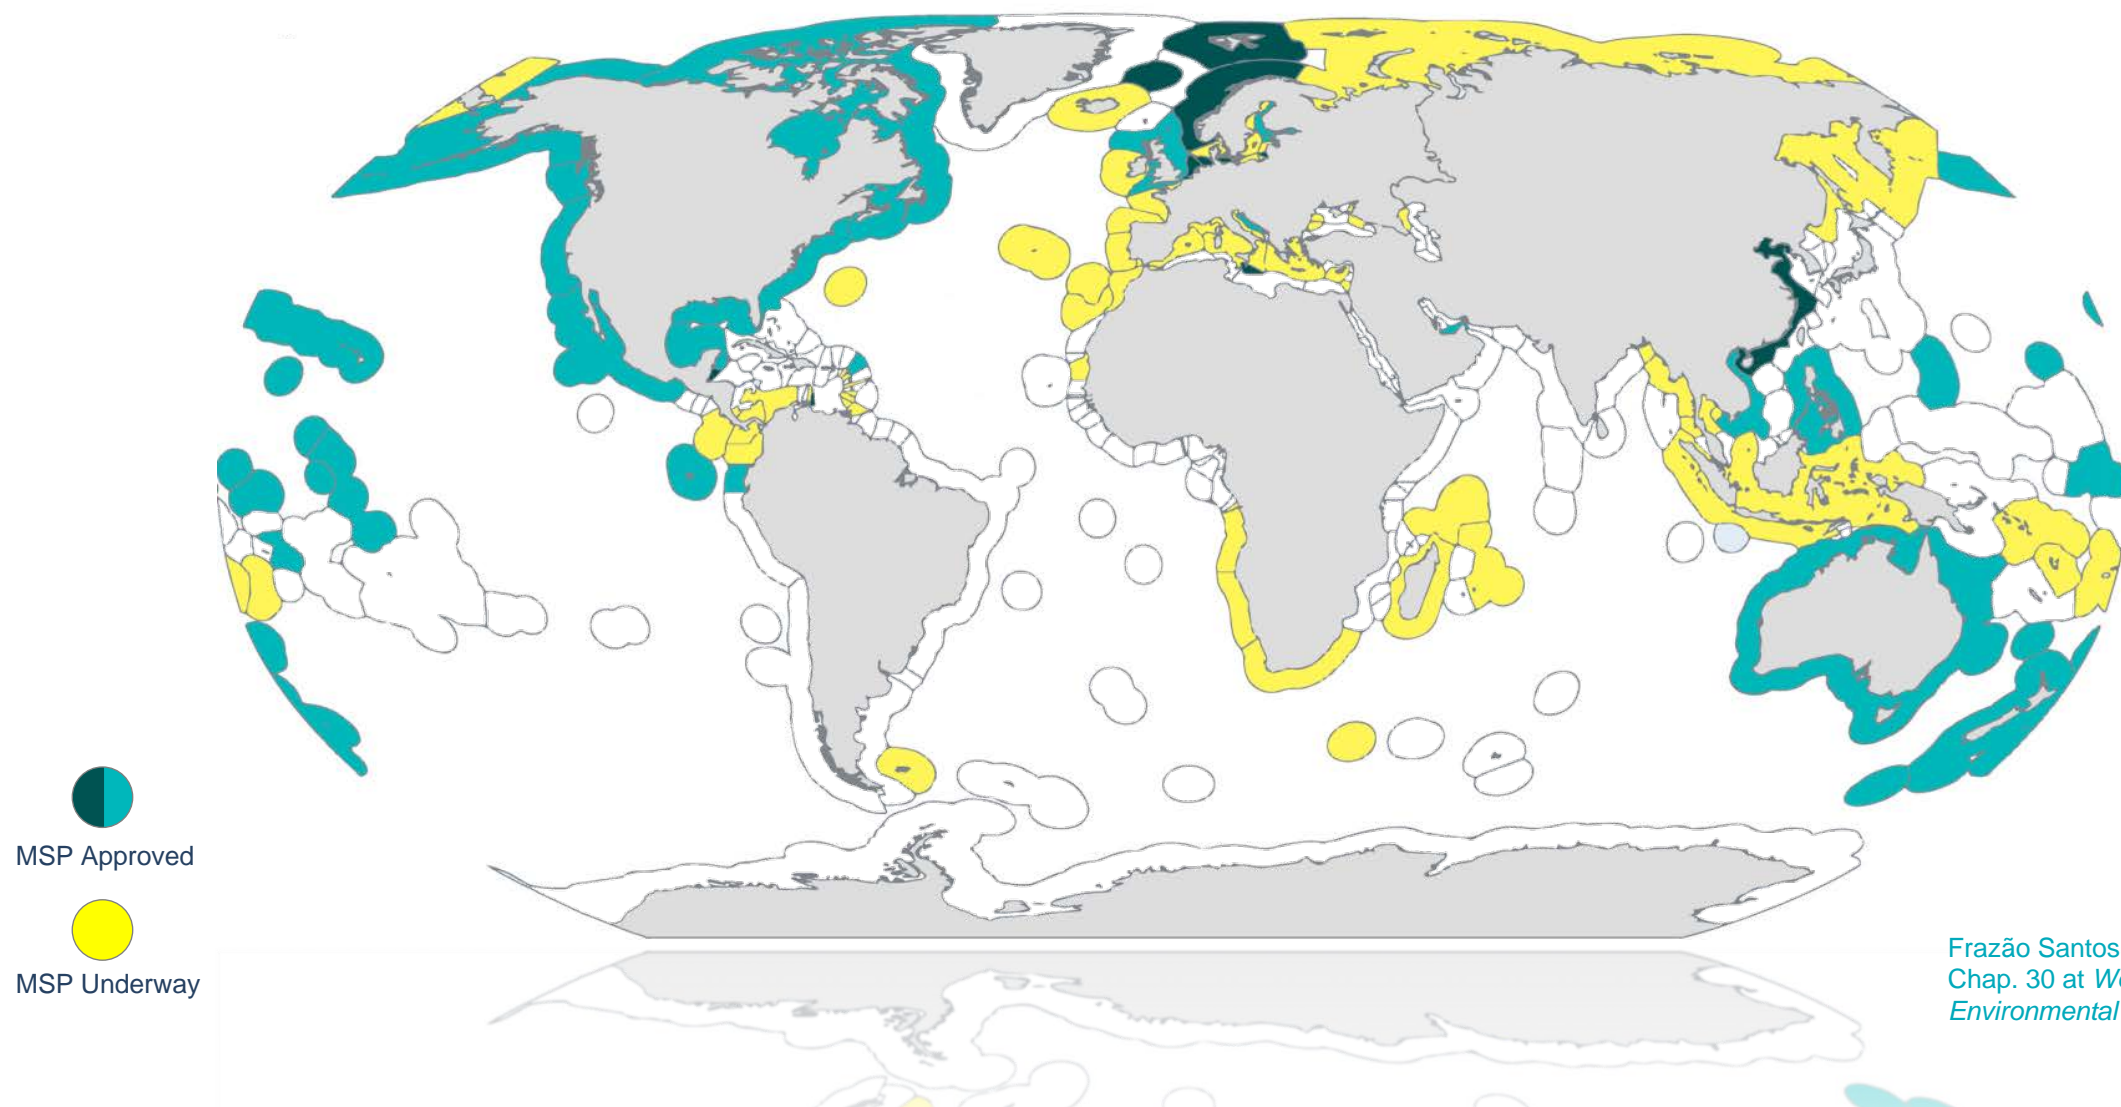 MSP Approved
MSP Underway
Frazão Santos
Chap. 30 at
Environmental